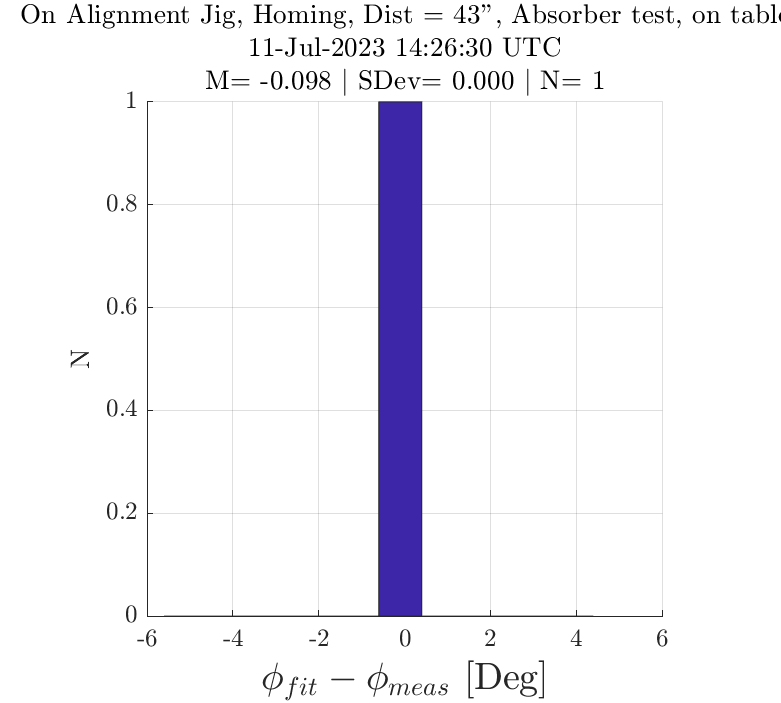 On Alignment Jig, Homing, Dist = 43”, Absorber test, on
11-Jul-2023 14:26:30 UTC
M= -0.098 | SDev= 0.000 | N= 1
1
0.8
0.6
0.4
0.2
0
N
-6 -4 -2 0 2 4 6
ϕ_fit − ϕ_meas [Deg]